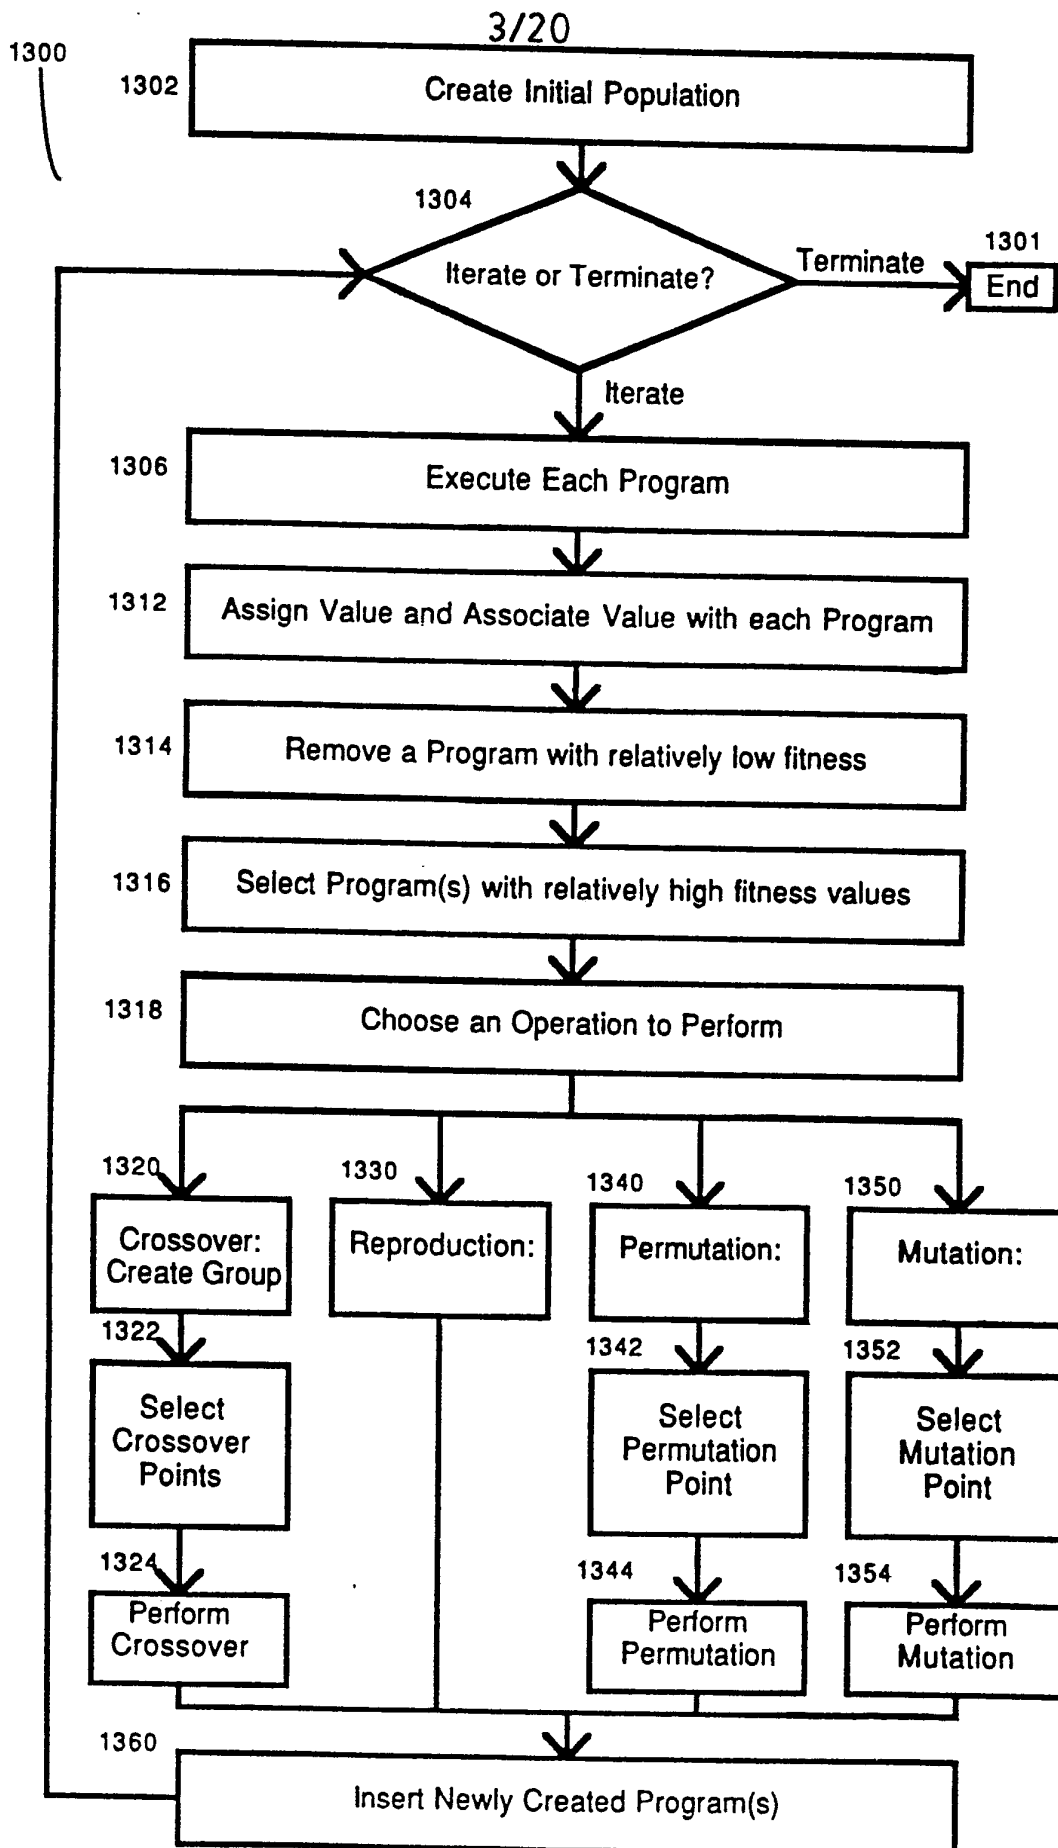 3/20
1300
1302
Create Initial Population
1304
Iterate or Terminate?
Terminate
1301
End
Iterate
1306
Execute Each Program
1312
Assign Value and Associate Value with each Program
1314
Remove a Program with relatively low fitness
1316
Select Program(s) with relatively high fitness values
1318
Choose an Operation to Perform
1320
Crossover:
Create Group
1330
Reproduction:
1340
Permutation:
1350
Mutation:
1322
Select
Crossover
Points
1342
Select
Permutation
Point
1352
Select
Mutation
Point
1324
Perform
Crossover
1344
Perform
Permutation
1354
Perform
Mutation
1360
Insert Newly Created Program(s)